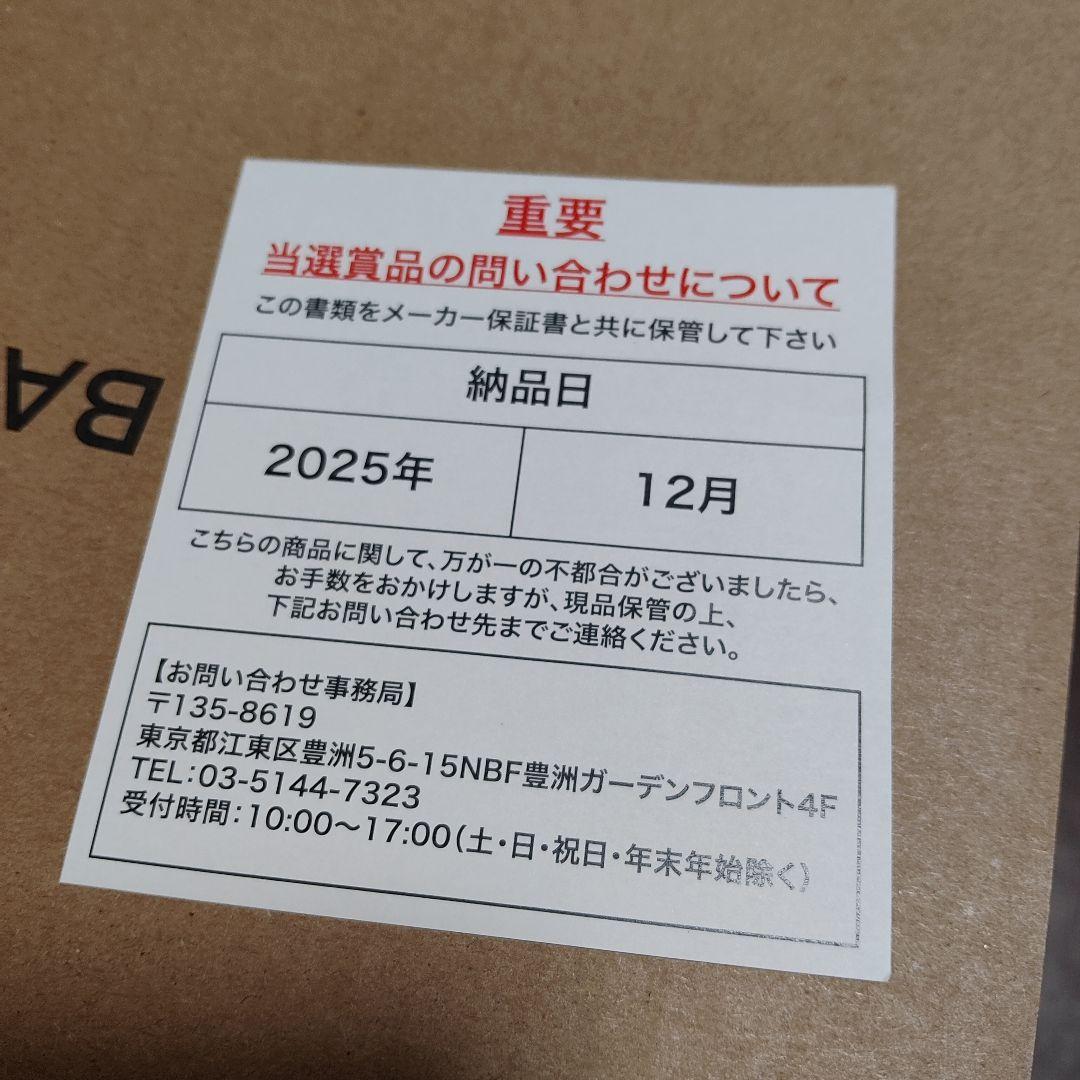 重要
当選賞品の問い合わせについて
この書類をメーカー保証書と共に保管して下さい
納品日
2025年
12月
こちらの商品に関して、万が一の不都合がございましたら、
お手数をおかけしますが、現品保管の上、
下記お問い合わせ先までご連絡ください。
【お問い合わせ事務局】
〒135-8619
東京都江東区豊洲5-6-15NBF豊洲ガーデンフロント4F
TEL：03-5144-7323
受付時間：10:00～17:00（土・日・祝日・年末年始除く）
BA